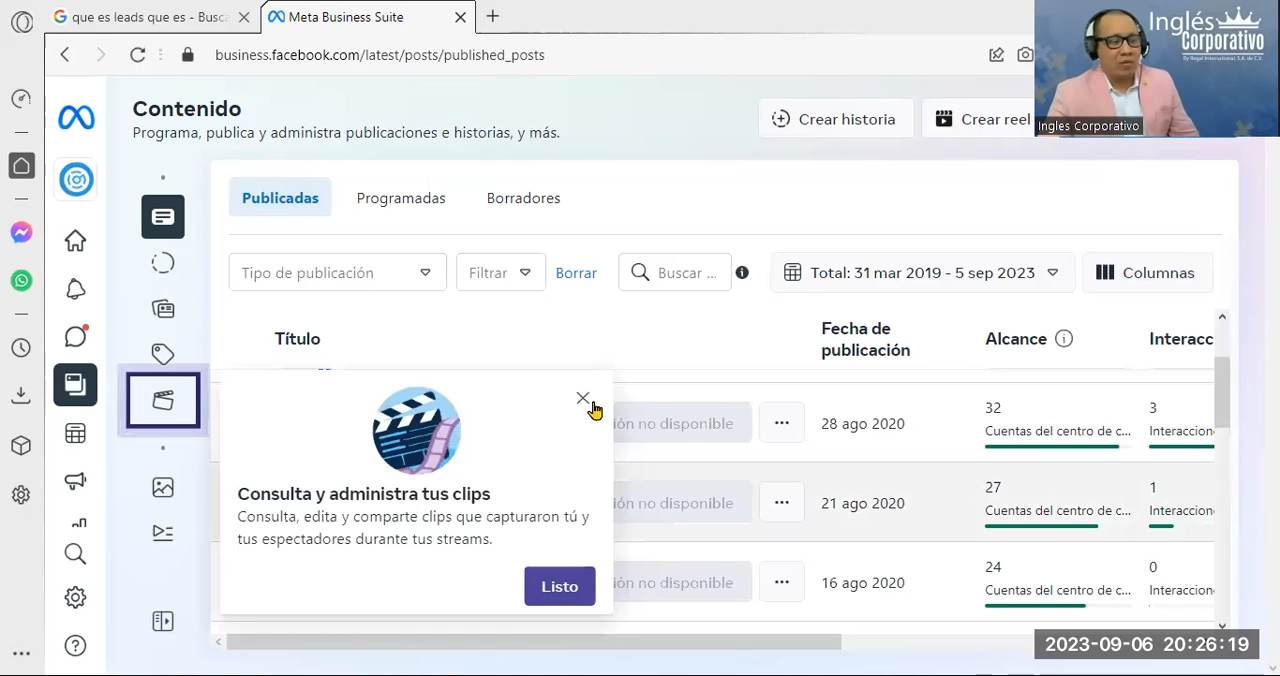 que es leads que es - Busca
Meta Business Suite
business.facebook.com/latest/posts/published_posts
Inglés
Corporativo
By Regal International, S.A. de C.V.
Ingles Corporativo
Contenido
Programa, publica y administra publicaciones e historias, y más.
Crear historia
Crear reel
Publicadas
Programadas
Borradores
Tipo de publicación
Filtrar
Borrar
Buscar ...
Total: 31 mar 2019 - 5 sep 2023
Columnas
Título
Fecha de
publicación
Alcance
Interacc
ión no disponible
...
28 ago 2020
32
Cuentas del centro de c...
3
Interaccion
ión no disponible
...
21 ago 2020
27
Cuentas del centro de c...
1
Interaccion
ión no disponible
...
16 ago 2020
24
Cuentas del centro de c...
0
Interaccion
Consulta y administra tus clips
Consulta, edita y comparte clips que capturaron tú y
tus espectadores durante tus streams.
Listo
2023-09-06 20:26:19